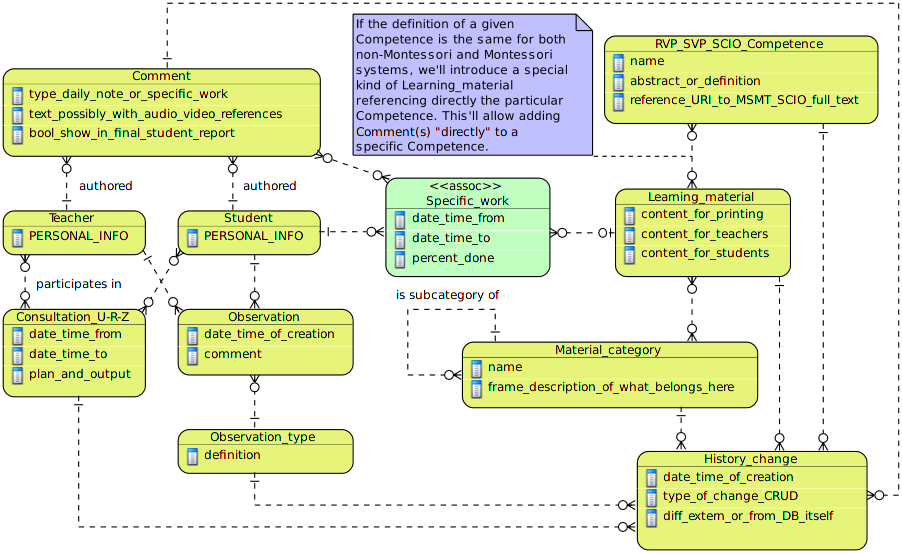 If the definition of a given
Competence is the same for both
non-Montessori and Montessori
systems, we'll introduce a special
kind of Learning_material
referencing directly the particular
Competence. This'll allow adding
Comment(s) "directly" to a
specific Competence.
RVP_SVP_SCIO_Competence
name
abstract_or_definition
reference_URI_to_MSMT_SCIO_full_text
Comment
type_daily_note_or_specific_work
text_possibly_with_audio_video_references
bool_show_in_final_student_report
authored
authored
<<assoc>>
Specific_work
date_time_from
date_time_to
percent_done
Learning_material
content_for_printing
content_for_teachers
content_for_students
Teacher
PERSONAL_INFO
Student
PERSONAL_INFO
participates in
is subcategory of
Consultation_U-R-Z
date_time_from
date_time_to
plan_and_output
Observation
date_time_of_creation
comment
Material_category
name
frame_description_of_what_belongs_here
Observation_type
definition
History_change
date_time_of_creation
type_of_change_CRUD
diff_extern_or_from_DB_itself